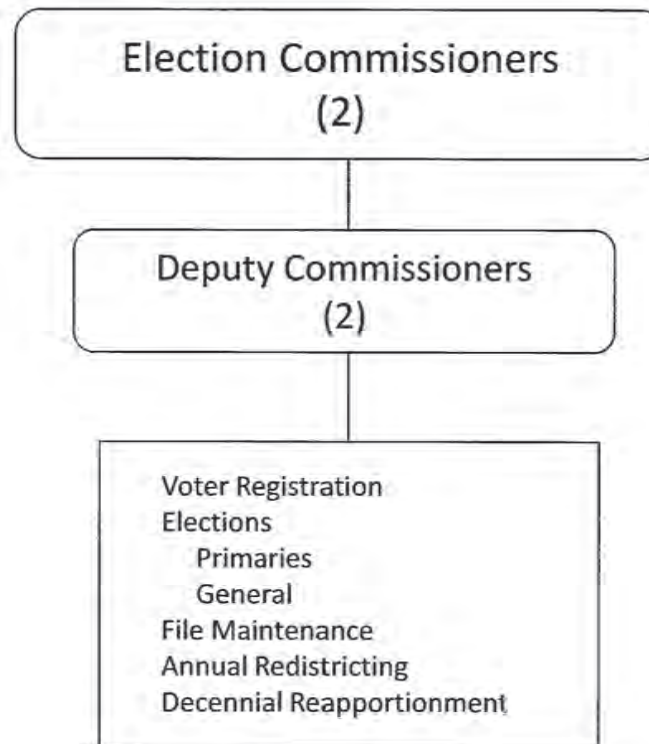 Election Commissioners
(2)
Deputy Commissioners
(2)
Voter Registration
Elections
Primaries
General
File Maintenance
Annual Redistricting
Decennial Reapportionment